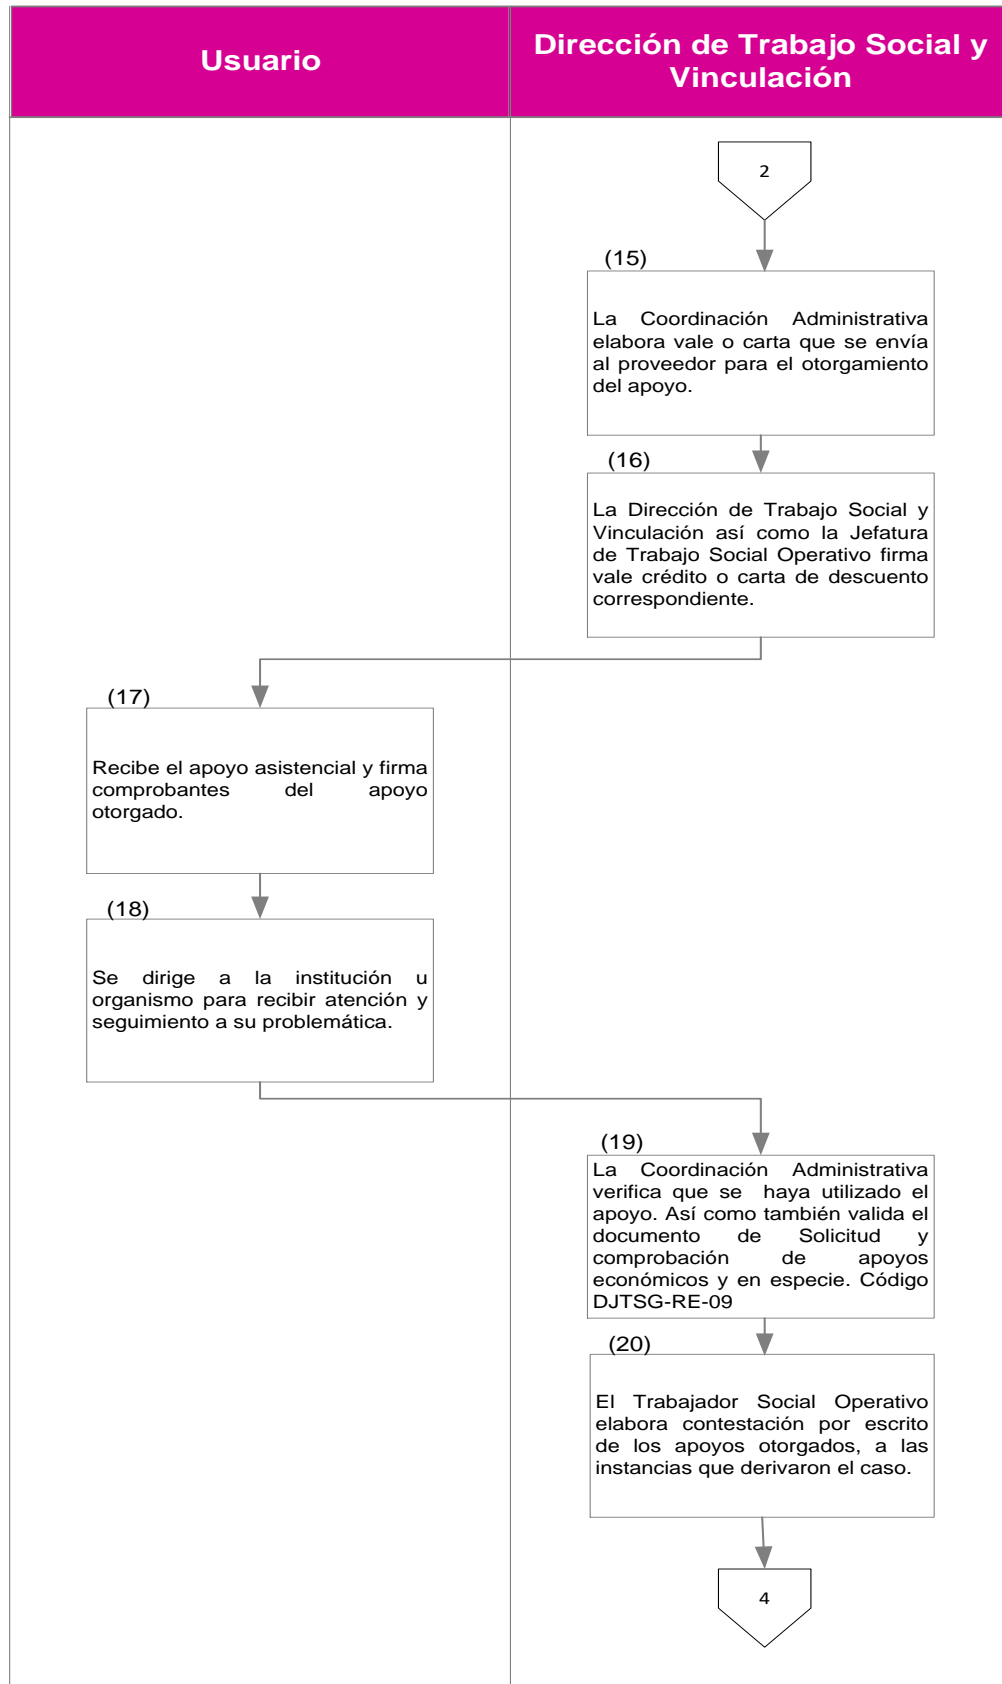 Usuario
Dirección de Trabajo Social y
Vinculación
2
(15)
La Coordinación Administrativa
elabora vale o carta que se envía
al proveedor para el otorgamiento
del apoyo.
(16)
La Dirección de Trabajo Social y
Vinculación así como la Jefatura
de Trabajo Social Operativo firma
vale crédito o carta de descuento
correspondiente.
(17)
Recibe el apoyo asistencial y firma
comprobantes del apoyo
otorgado.
(18)
Se dirige a la institución u
organismo para recibir atención y
seguimiento a su problemática.
(19)
La Coordinación Administrativa
verifica que se haya utilizado el
apoyo. Así como también valida el
documento de Solicitud y
comprobación de apoyos
económicos y en especie. Código
DJTSG-RE-09
(20)
El Trabajador Social Operativo
elabora contestación por escrito
de los apoyos otorgados, a las
instancias que derivaron el caso.
4